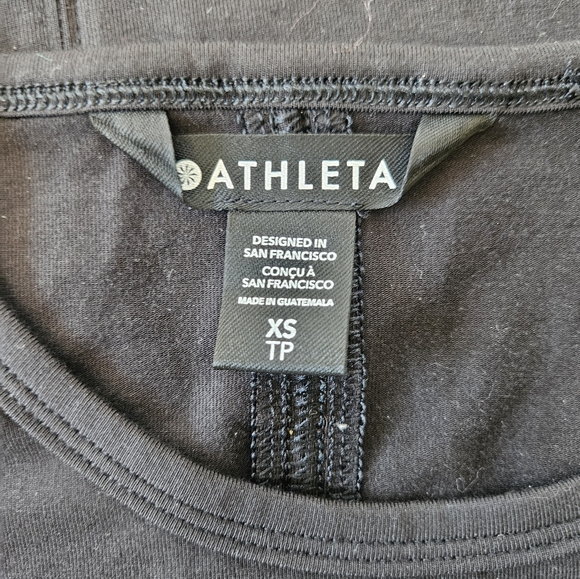 ATHLETA
DESIGNED IN
SAN FRANCISCO
CONÇU À
SAN FRANCISCO
MADE IN GUATEMALA
XS
TP